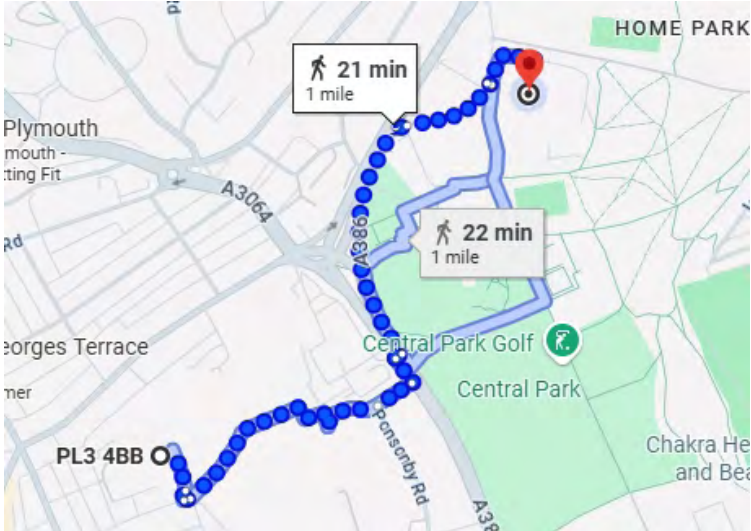 HOME PARK
21 min
1 mile
Plymouth
mouth -
tting Fit
A3064
Rd
A386
22 min
1 mile
eorges Terrace
Central Park Golf
mer
Central Park
PL3 4BB
Ponsonby Rd
Chakra He
and Bea
A38